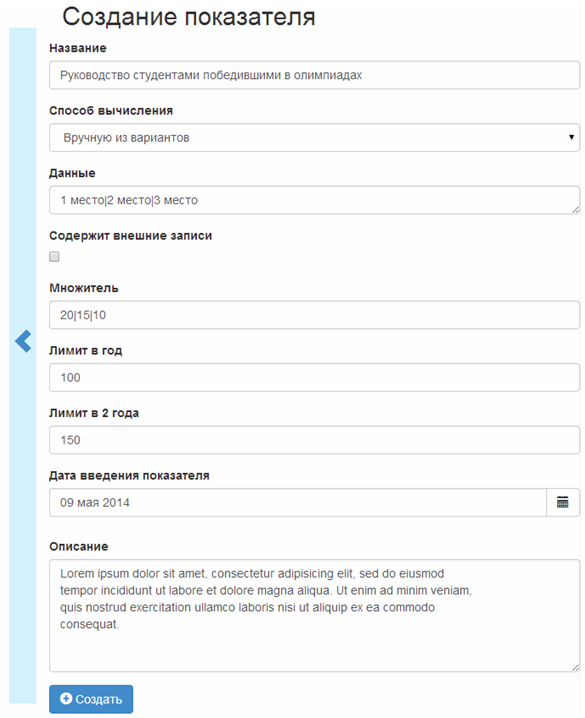 Создание показателя
Название
Руководство студентами победившими в олимпиадах
Способ вычисления
Вручную из вариантов
Данные
1 место|2 место|3 место
Содержит внешние записи
Множитель
20|15|10
Лимит в год
100
Лимит в 2 года
150
Дата введения показателя
09 мая 2014
Описание
Lorem ipsum dolor sit amet, consectetur adipisicing elit, sed do eiusmod
tempor incididunt ut labore et dolore magna aliqua. Ut enim ad minim veniam,
quis nostrud exercitation ullamco laboris nisi ut aliquip ex ea commodo
consequat.
Создать